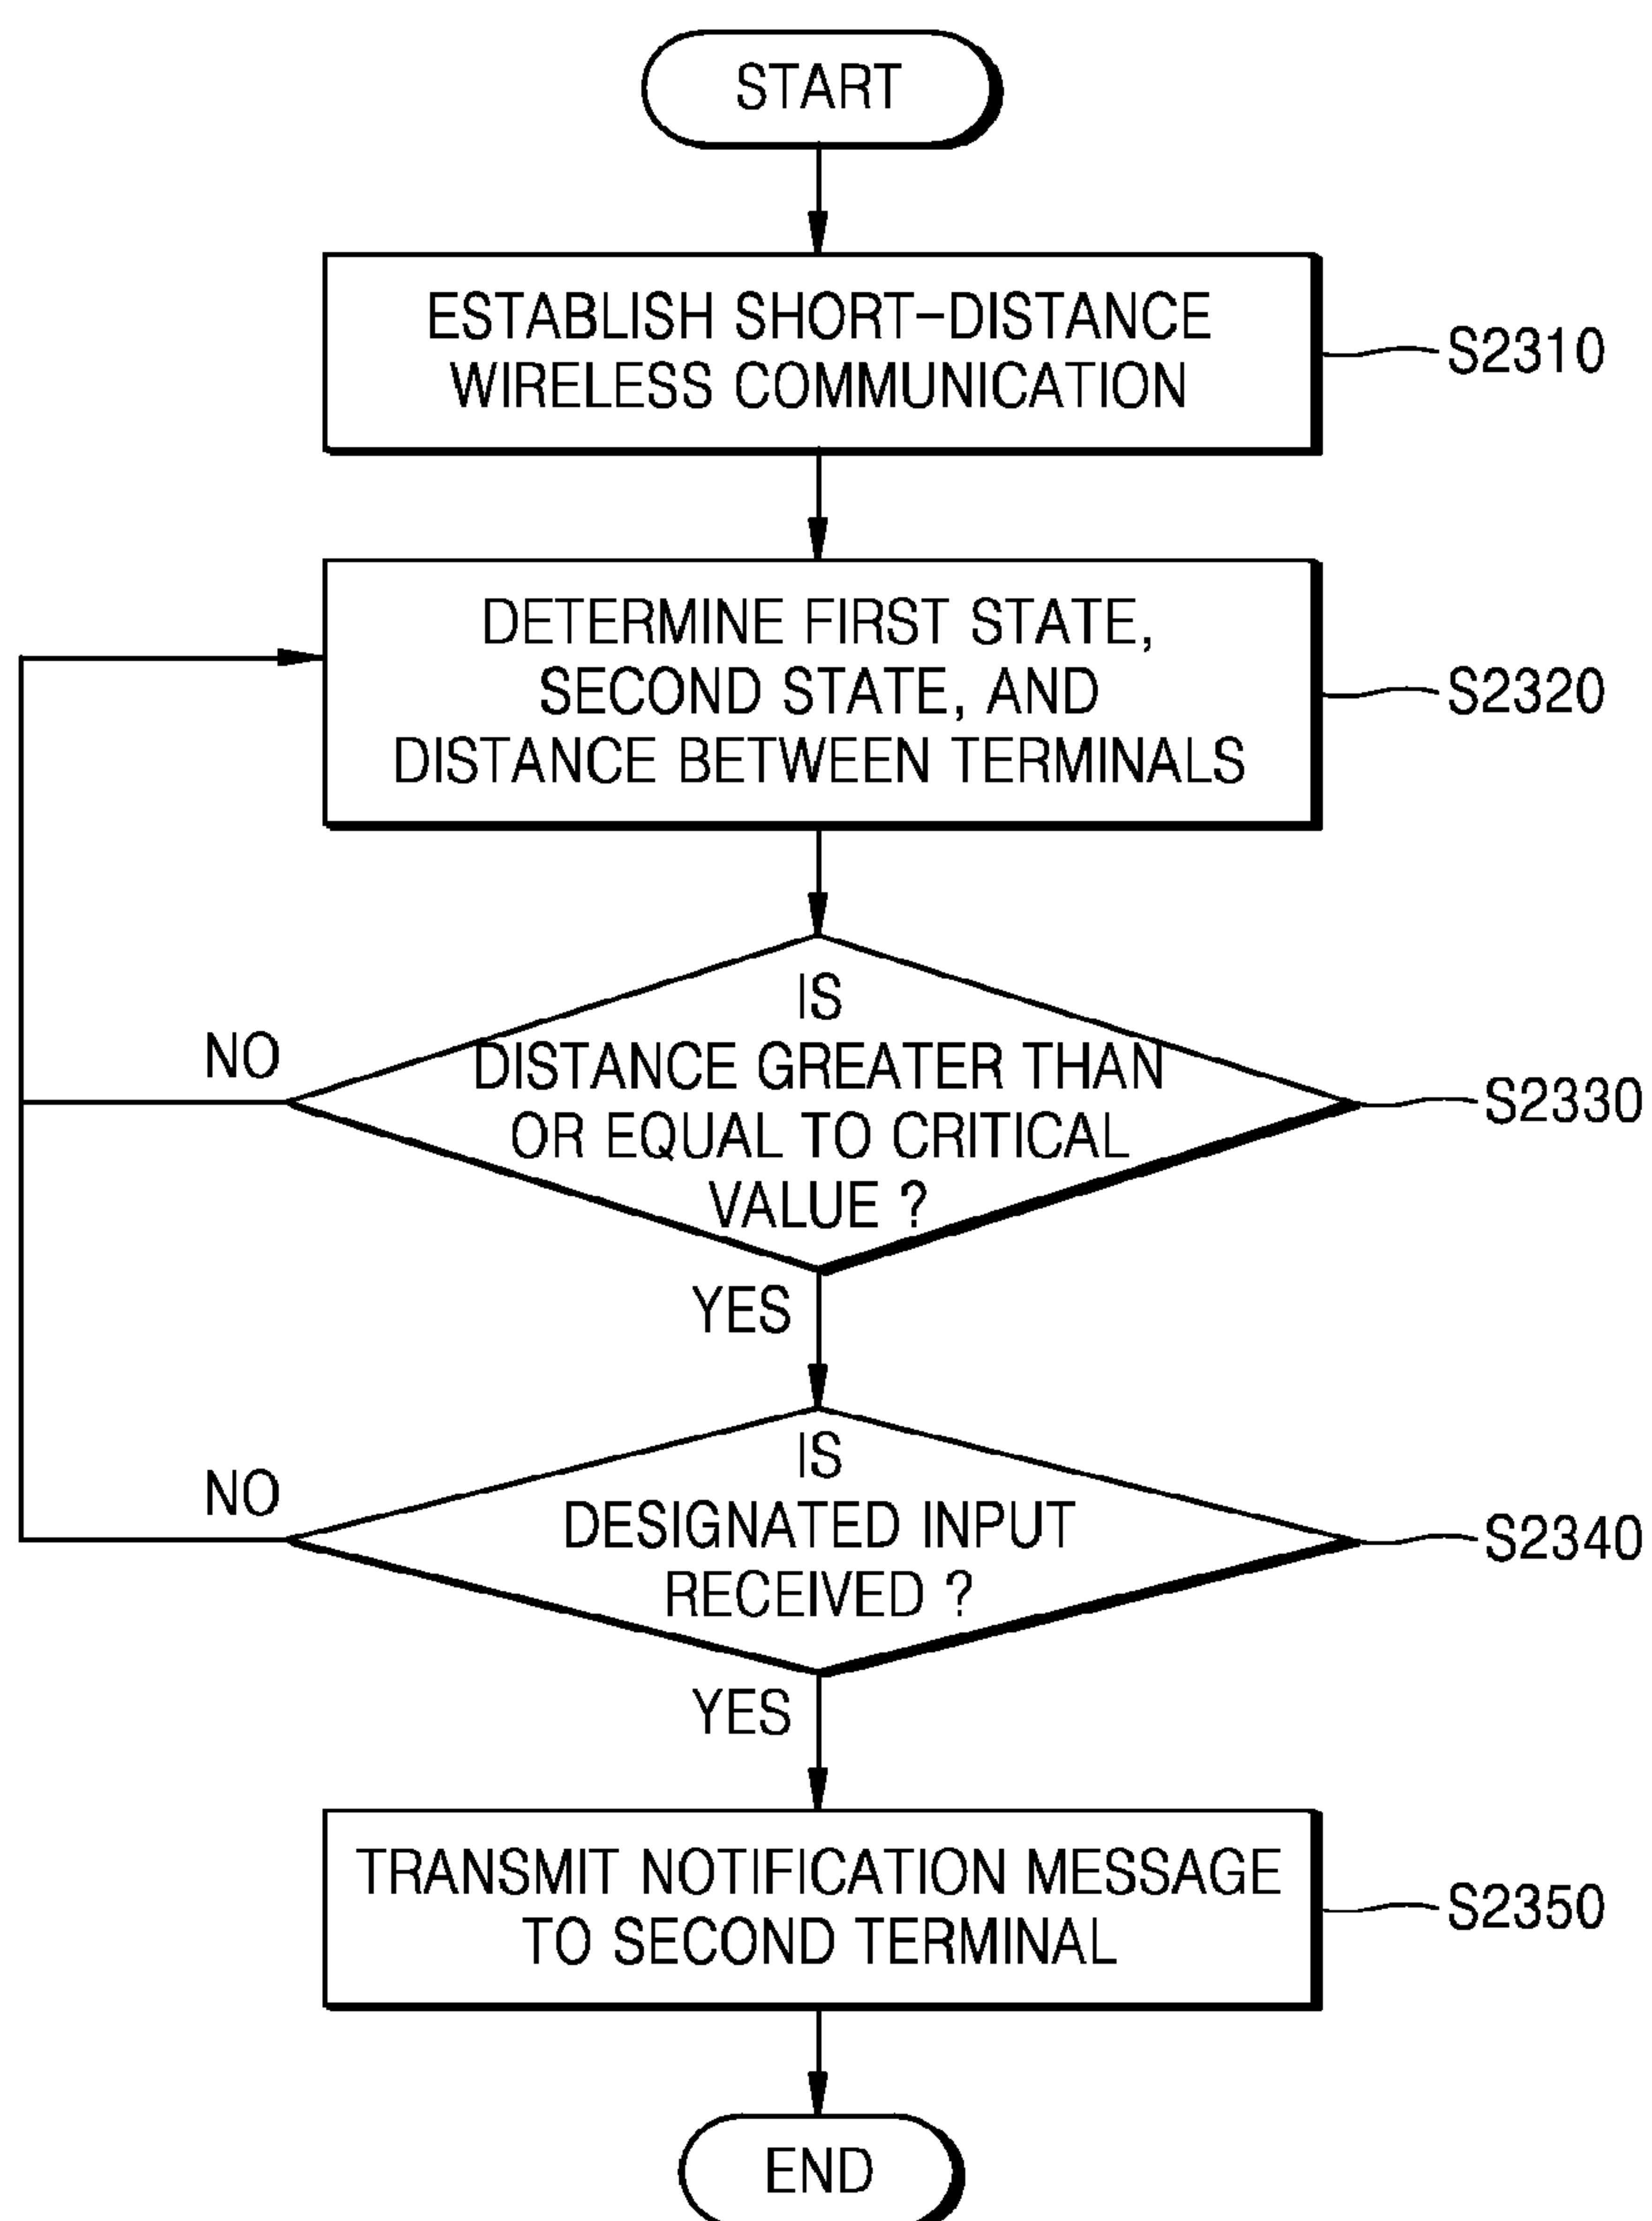 START
ESTABLISH SHORT-DISTANCE
WIRELESS COMMUNICATION
S2310
DETERMINE FIRST STATE,
SECOND STATE, AND
DISTANCE BETWEEN TERMINALS
S2320
IS
DISTANCE GREATER THAN
OR EQUAL TO CRITICAL
VALUE ?
NO
S2330
YES
IS
DESIGNATED INPUT
RECEIVED ?
NO
S2340
YES
TRANSMIT NOTIFICATION MESSAGE
TO SECOND TERMINAL
S2350
END